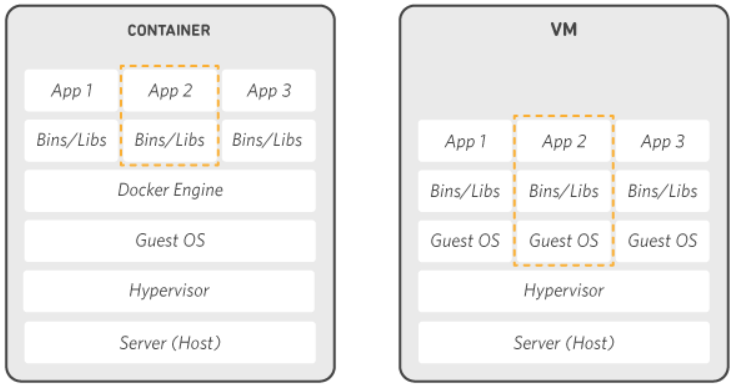 CONTAINER
App 1 App 2 App 3
Bins/Libs Bins/Libs Bins/Libs
Docker Engine
Guest OS
Hypervisor
Server (Host)
VM
App 1 App 2 App 3
Bins/Libs Bins/Libs Bins/Libs
Guest OS Guest OS Guest OS
Hypervisor
Server (Host)